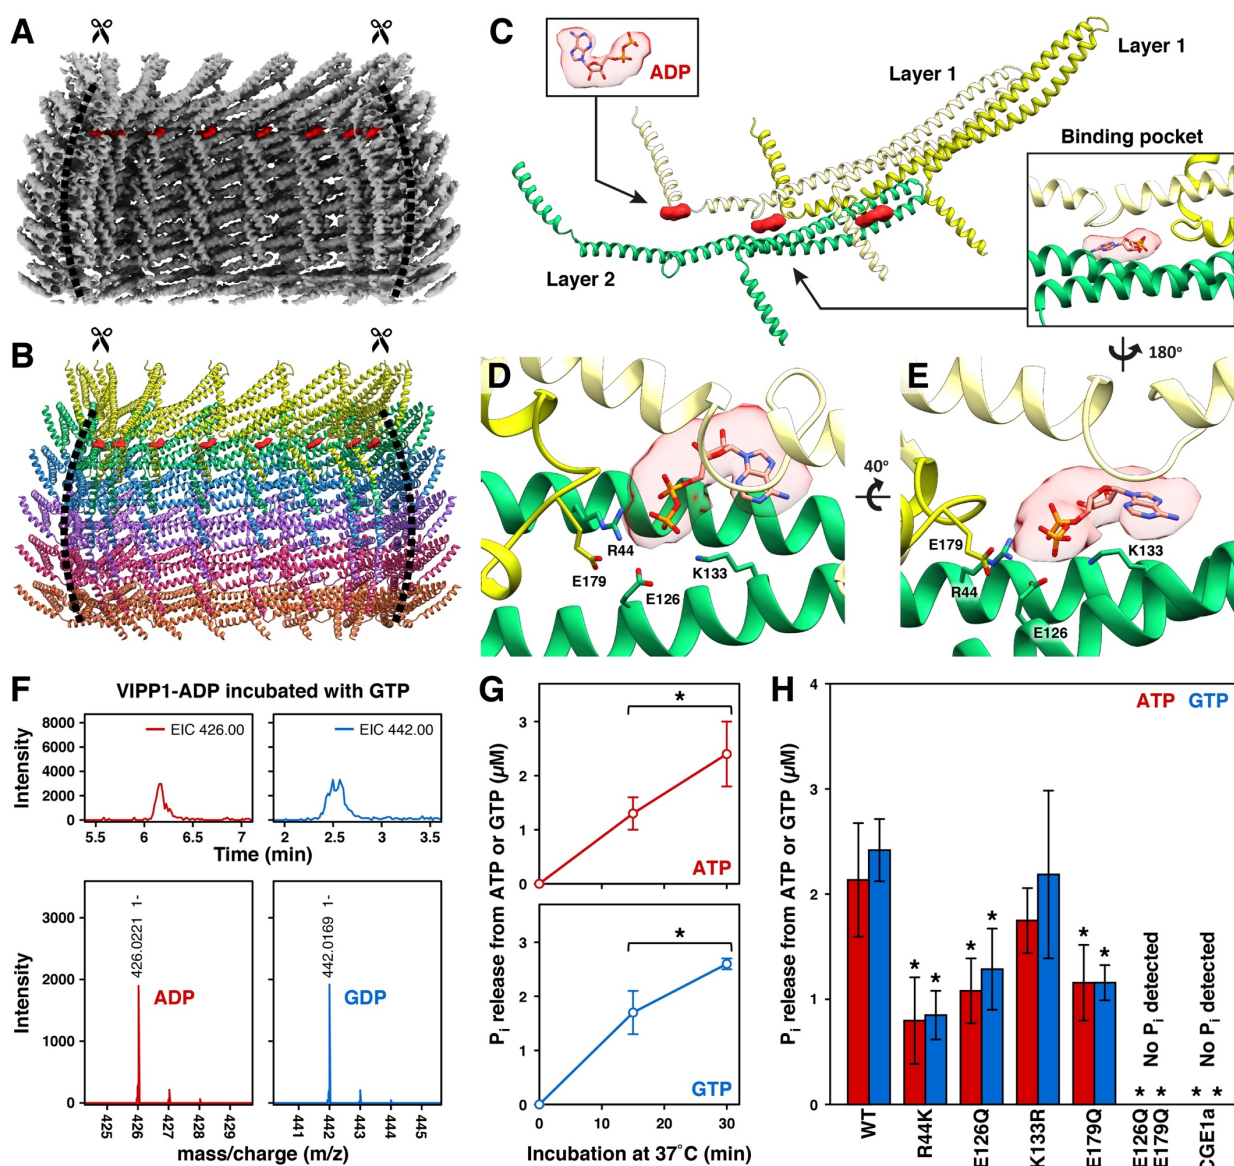 A
B
C
ADP
Layer 1
Layer 1
Binding pocket
Layer 2
180°
D
R44
E179
E126
K133
40°
E
E179
R44
K133
E126
F
VIPP1-ADP incubated with GTP
Intensity
8000
6000
4000
2000
0
EIC 426.00
5.5
6
6.5
7
EIC 442.00
2
2.5
3
3.5
Time (min)
Intensity
3000
2000
1000
0
426.0221 1-
ADP
425
426
427
428
429
442.0169 1-
GDP
441
442
443
444
445
mass/charge (m/z)
G
Pi release from ATP or GTP (µM)
3
2
1
0
*
ATP
3
2
1
0
*
GTP
0
10
20
30
Incubation at 37°C (min)
H
Pi release from ATP or GTP (µM)
4
3
2
1
0
ATP GTP
* *
* *
* *
No Pi detected
* *
No Pi detected
* *
WT
R44K
E126Q
K133R
E179Q
E126Q
E179Q
CGE1a